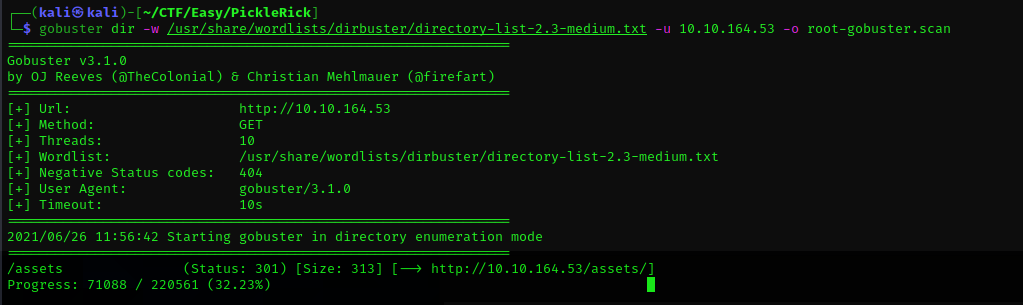 ┌──(kali㉿kali)-[~/CTF/Easy/PickleRick]
└─$ gobuster dir -w /usr/share/wordlists/dirbuster/directory-list-2.3-medium.txt -u 10.10.164.53 -o root-gobuster.scan
===============================================================
Gobuster v3.1.0
by OJ Reeves (@TheColonial) & Christian Mehlmauer (@firefart)
===============================================================
[+] Url:                     http://10.10.164.53
[+] Method:                  GET
[+] Threads:                 10
[+] Wordlist:                /usr/share/wordlists/dirbuster/directory-list-2.3-medium.txt
[+] Negative Status codes:   404
[+] User Agent:              gobuster/3.1.0
[+] Timeout:                 10s
===============================================================
2021/06/26 11:56:42 Starting gobuster in directory enumeration mode
===============================================================
/assets               (Status: 301) [Size: 313] [--> http://10.10.164.53/assets/]
Progress: 71088 / 220561 (32.23%)